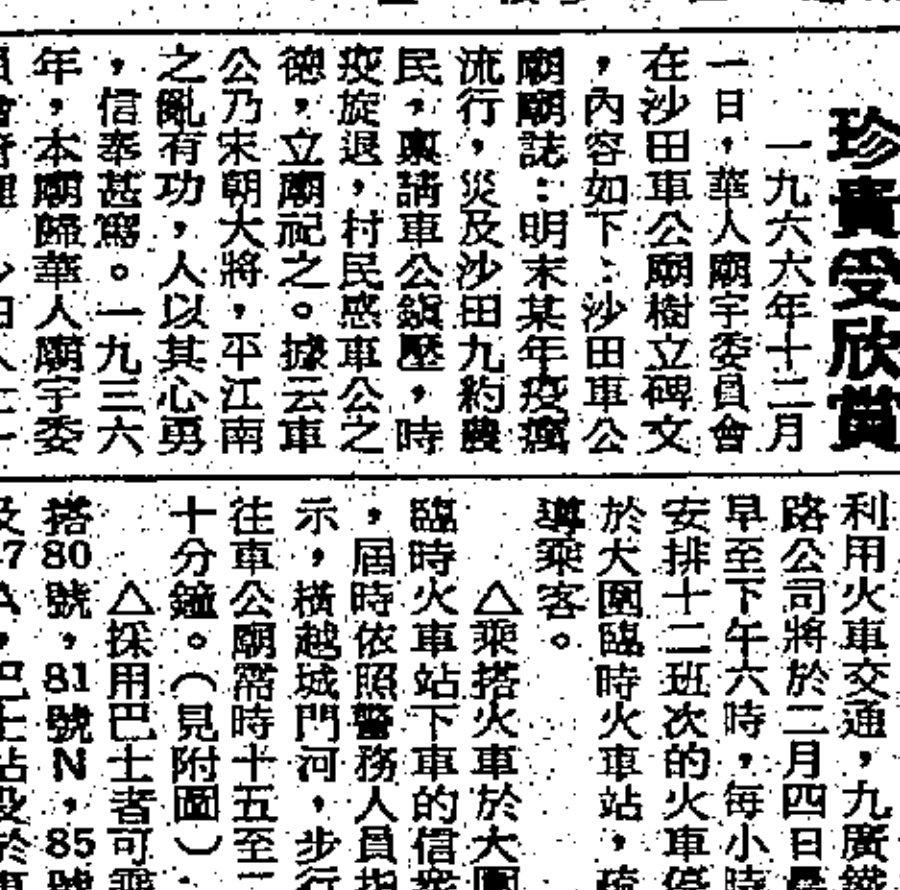 珍貴受欣賞
一九六六年十二月
一日，華人廟宇委員會
在沙田車公廟樹立碑文
，內容如下：沙田車公
廟廟誌：明末某年疫癘
流行，災及沙田九約農
民，稟請車公鎮壓，時
疫旋退，村民感車公之
德，立廟祀之。據云車
公乃宋朝大將，平江南
之亂有功，人以其心勇
，信奉甚篤。一九三六
年，本廟歸華人廟宇委
利用火車交通，九廣鐵
路公司將於二月四日
早至下午六時，每小時
安排十二班次的火車停
於大圍臨時火車站，疏
導乘客。
△乘搭火車於大圍
臨時火車站下車的信眾
，屆時依照警務人員指
示，橫越城門河，步行
往車公廟需時十五至二
十分鐘。（見附圖）
△採用巴士者可乘
搭80號，81號N，85號